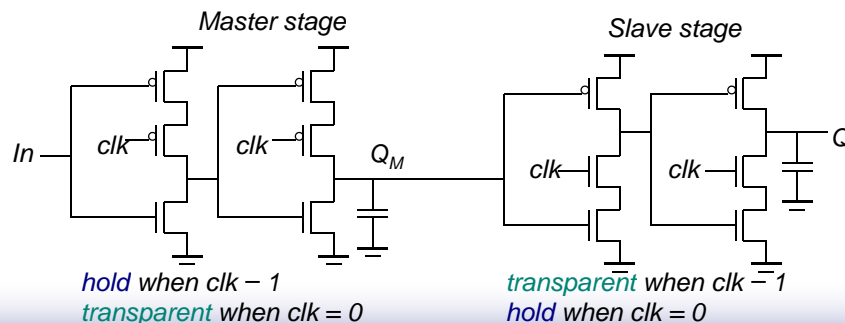 Master stage
Slave stage
In
clk
clk
Q_M
clk
clk
Q
hold when clk – 1
transparent when clk = 0
transparent when clk – 1
hold when clk = 0